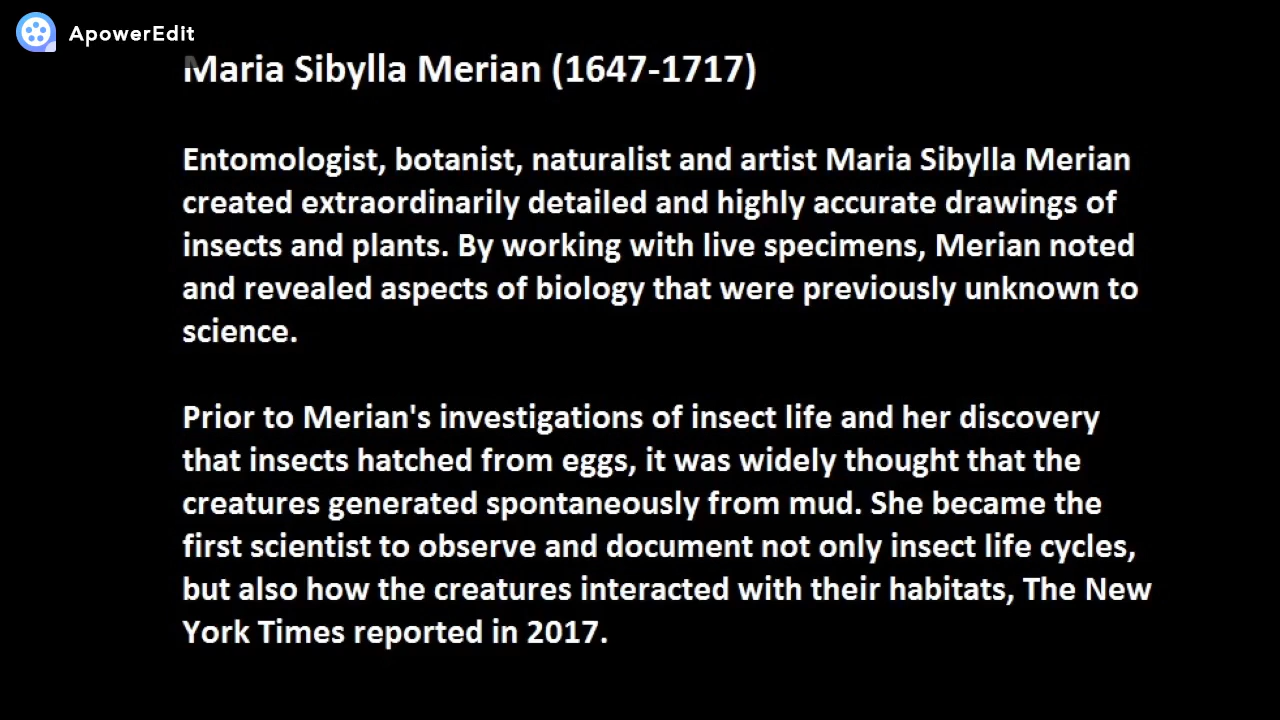 ApowerEdit
Maria Sibylla Merian (1647-1717)
Entomologist, botanist, naturalist and artist Maria Sibylla Merian
created extraordinarily detailed and highly accurate drawings of
insects and plants. By working with live specimens, Merian noted
and revealed aspects of biology that were previously unknown to
science.
Prior to Merian's investigations of insect life and her discovery
that insects hatched from eggs, it was widely thought that the
creatures generated spontaneously from mud. She became the
first scientist to observe and document not only insect life cycles,
but also how the creatures interacted with their habitats, The New
York Times reported in 2017.